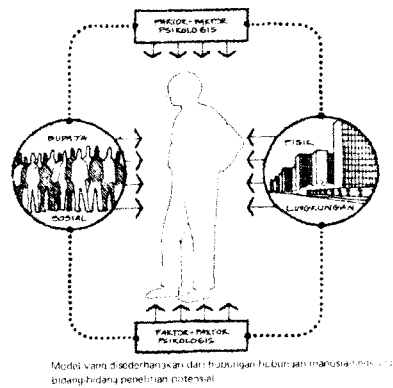 FAKTOR-FAKTOR
PSIKOLOGIS
BUDAYA
SOSIAL
FISIK
LINGKUNGAN
FAKTOR-FAKTOR
PSIKOLOGIS
Model yang disederhanakan dari hubungan-hubungan
bidang-bidang penelitian potensial